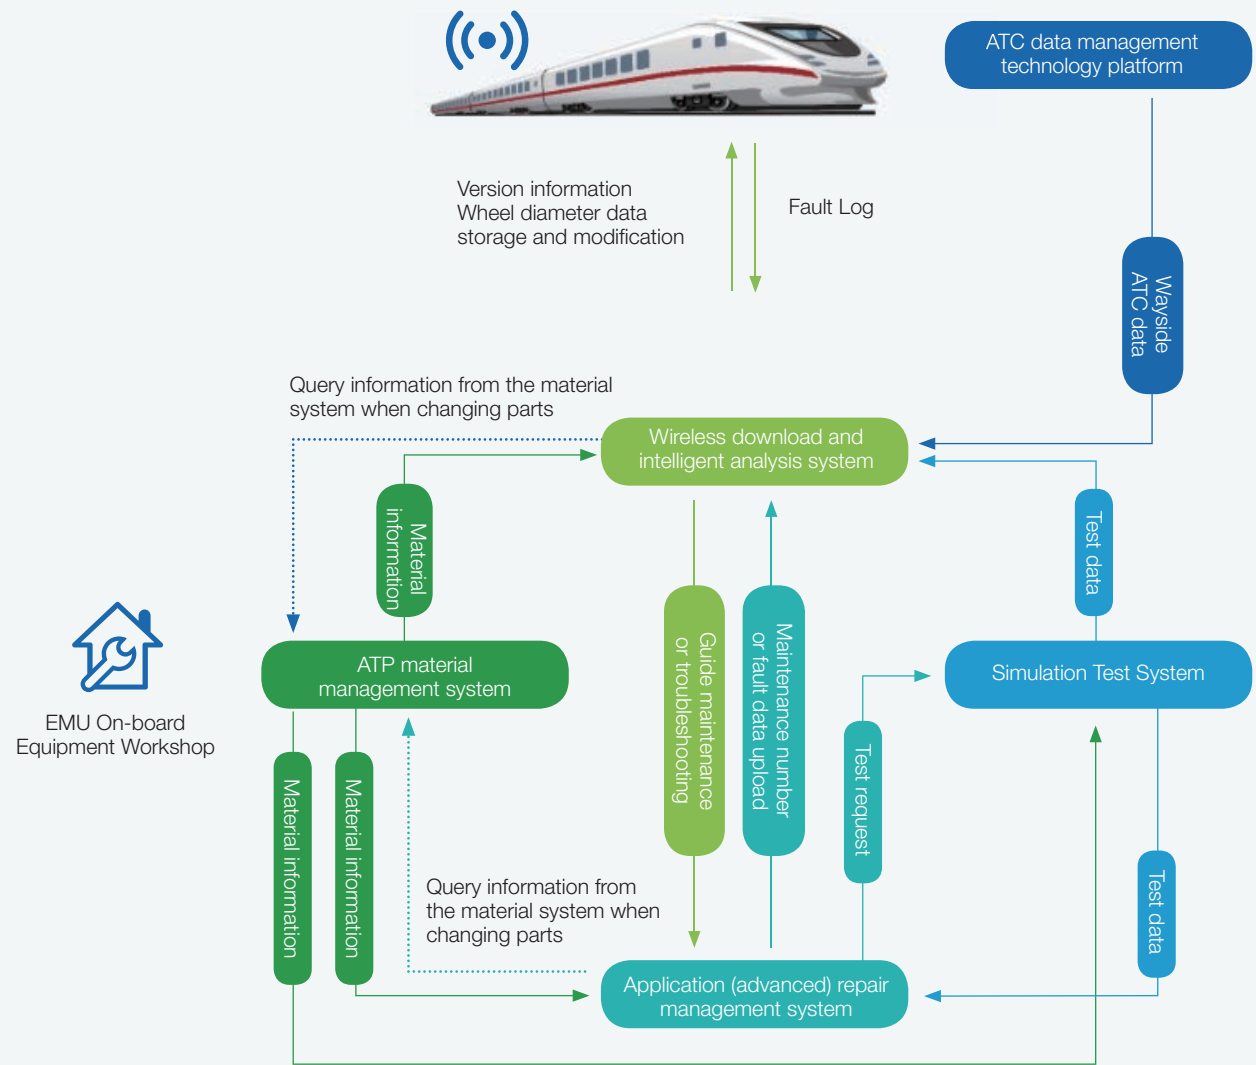 ATC data management
technology platform
Version information
Wheel diameter data
storage and modification
Fault Log
Wayside
ATC data
Query information from the material
system when changing parts
Wireless download and
intelligent analysis system
Material
information
Test data
Guide maintenance
or troubleshooting
Maintenance number
or fault data upload
ATP material
management system
Simulation Test System
EMU On-board
Equipment Workshop
Test request
Material information
Material information
Query information from
the material system when
changing parts
Test data
Application (advanced) repair
management system